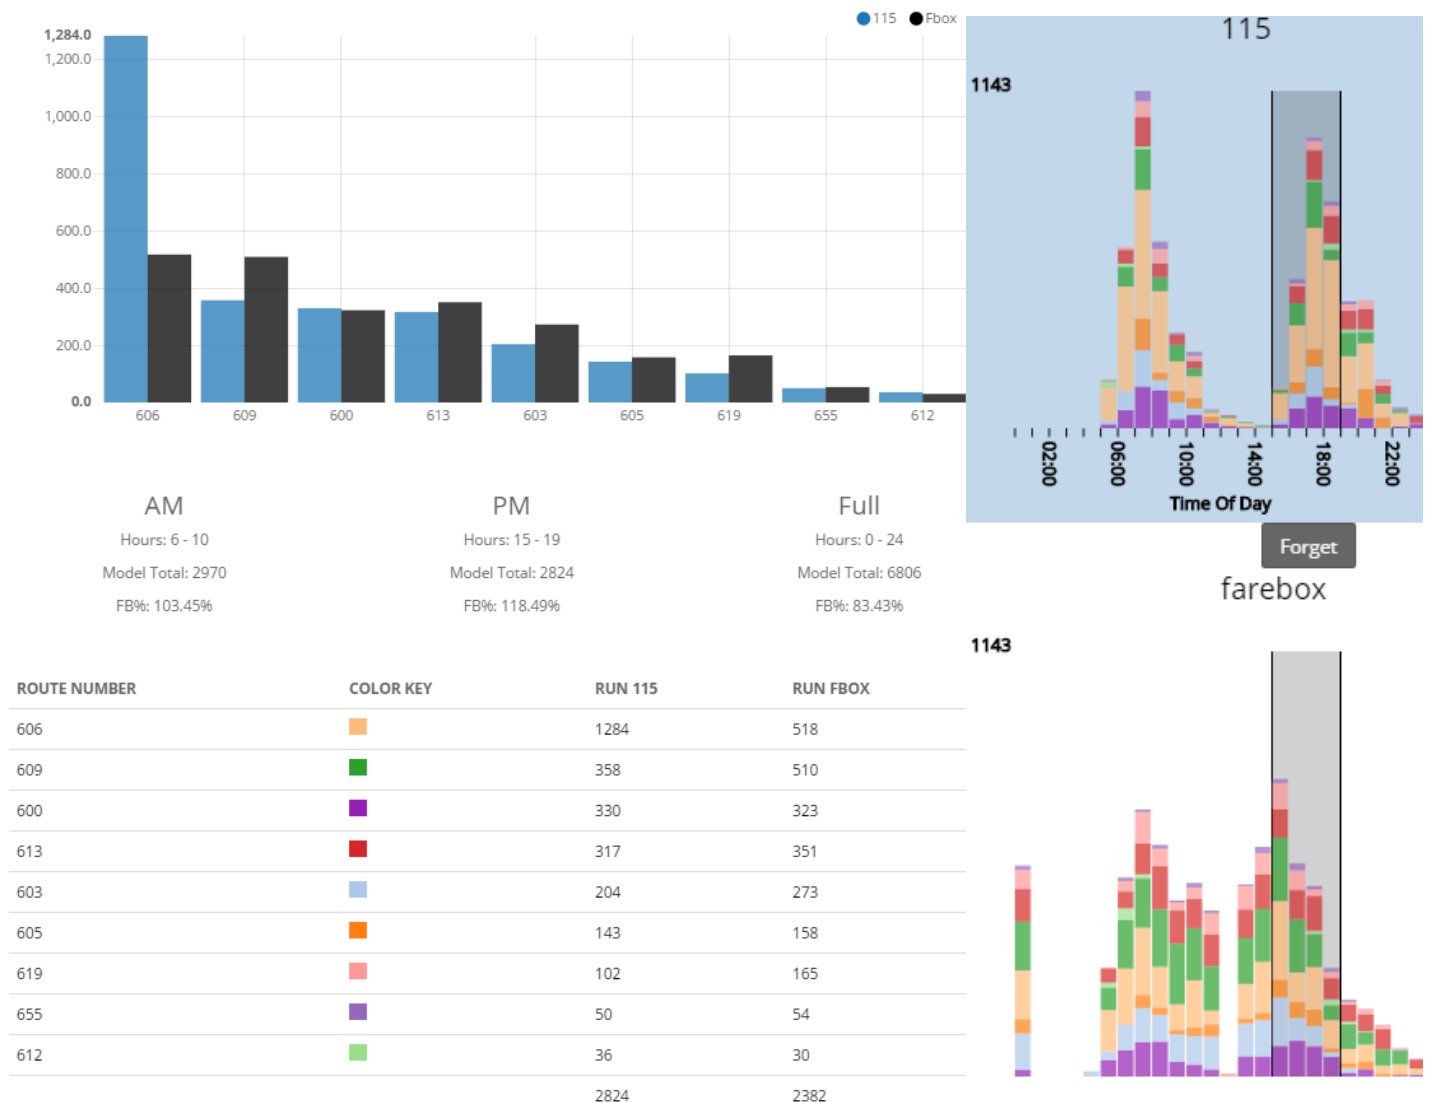 115 Fbox
1,284.0
1,200.0
1,000.0
800.0
600.0
400.0
200.0
0.0
606 609 600 613 603 605 619 655 612
AM
Hours: 6 - 10
Model Total: 2970
FB%: 103.45%
PM
Hours: 15 - 19
Model Total: 2824
FB%: 118.49%
Full
Hours: 0 - 24
Model Total: 6806
FB%: 83.43%
ROUTE NUMBER COLOR KEY RUN 115 RUN FBOX
606 1284 518
609 358 510
600 330 323
613 317 351
603 204 273
605 143 158
619 102 165
655 50 54
612 36 30
2824 2382
115
1143
02:00 06:00 10:00 14:00 18:00 22:00
Time Of Day
Forget
farebox
1143